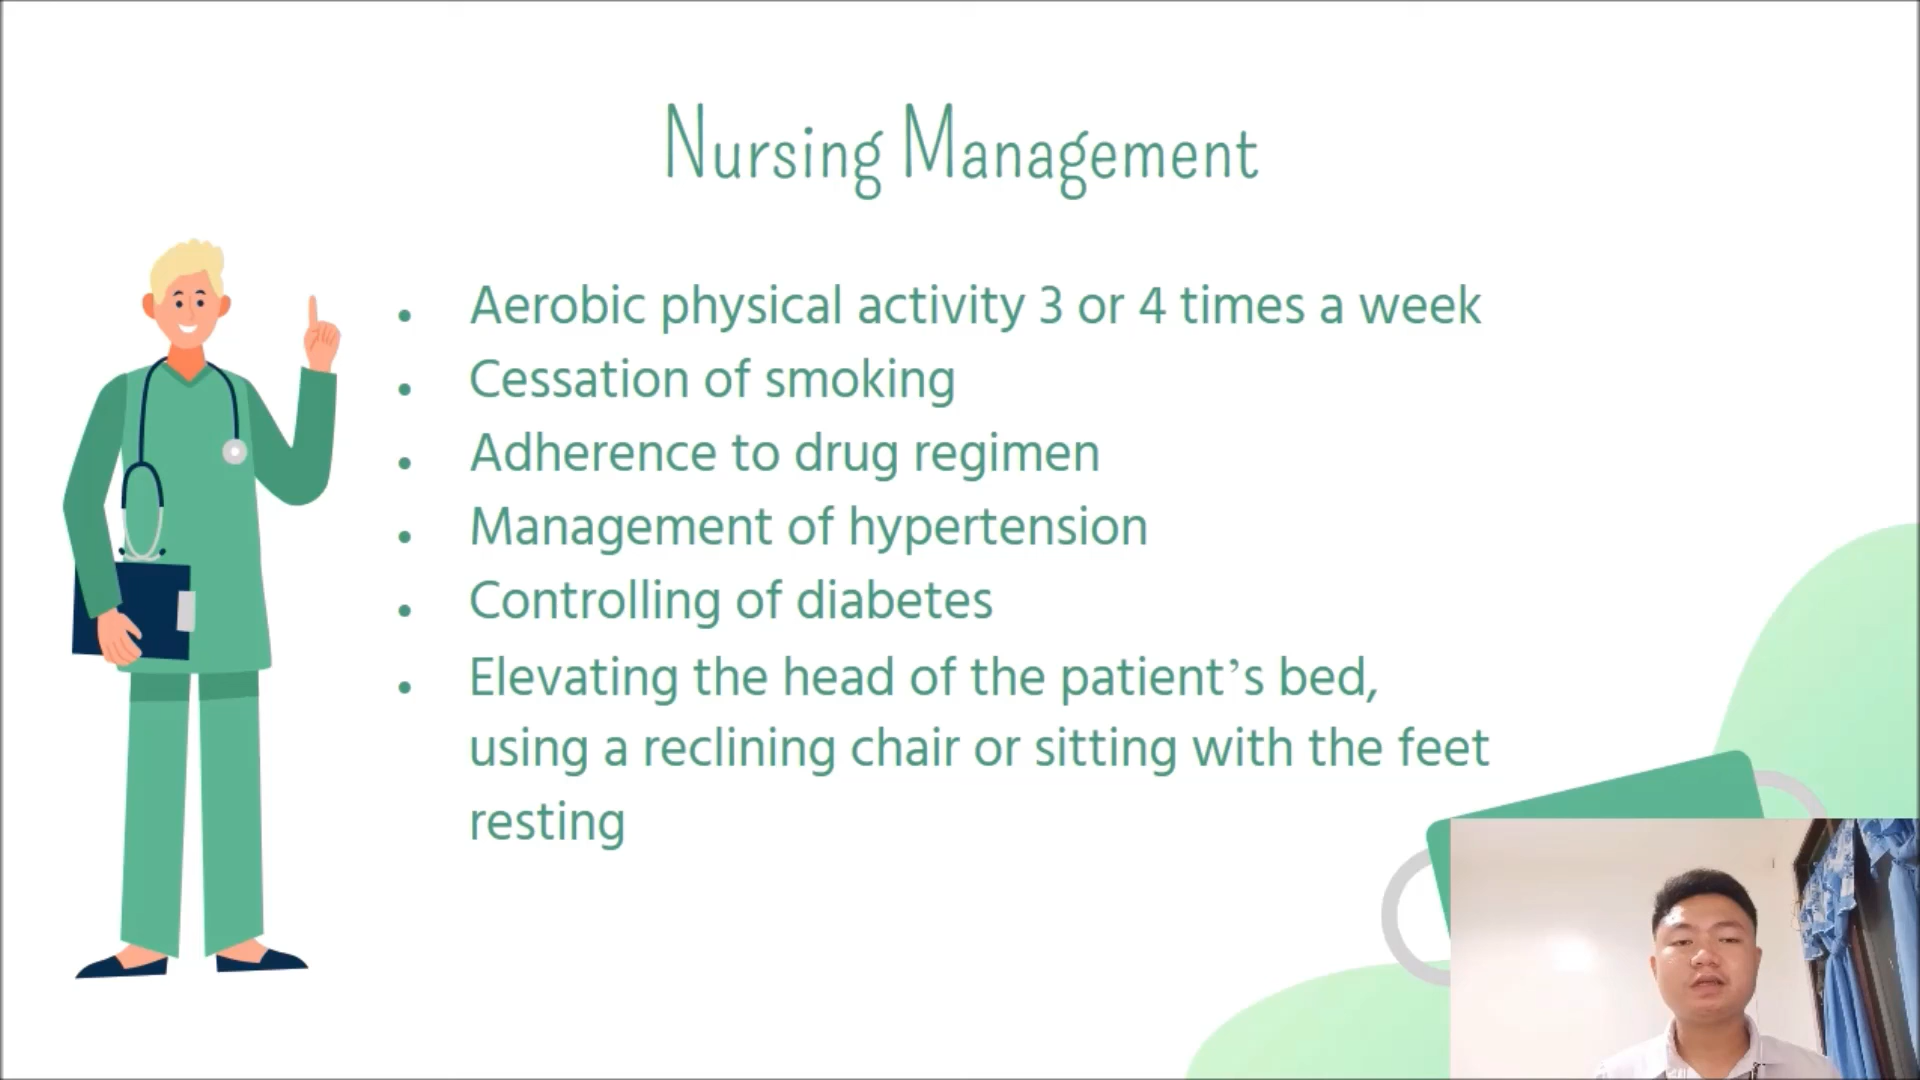 Nursing Management
• Aerobic physical activity 3 or 4 times a week
• Cessation of smoking
• Adherence to drug regimen
• Management of hypertension
• Controlling of diabetes
• Elevating the head of the patient’s bed,
using a reclining chair or sitting with the feet
resting